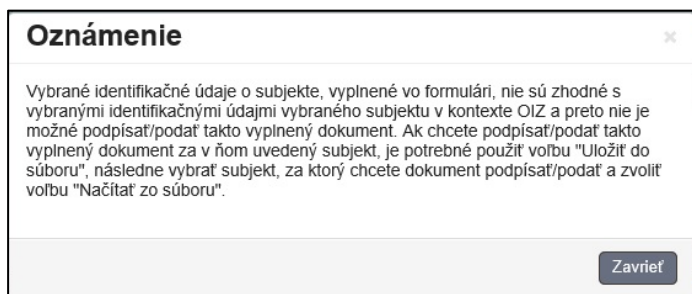 Oznámenie
×
Vybrané identifikačné údaje o subjekte, vyplnené vo formulári, nie sú zhodné s
vybranými identifikačnými údajmi vybraného subjektu v kontexte OIZ a preto nie je
možné podpísať/podať takto vyplnený dokument. Ak chcete podpísať/podať takto
vyplnený dokument za v ňom uvedený subjekt, je potrebné použiť voľbu "Uložiť do
súboru", následne vybrať subjekt, za ktorý chcete dokument podpísať/podať a zvoliť
voľbu "Načítať zo súboru".
Zavrieť